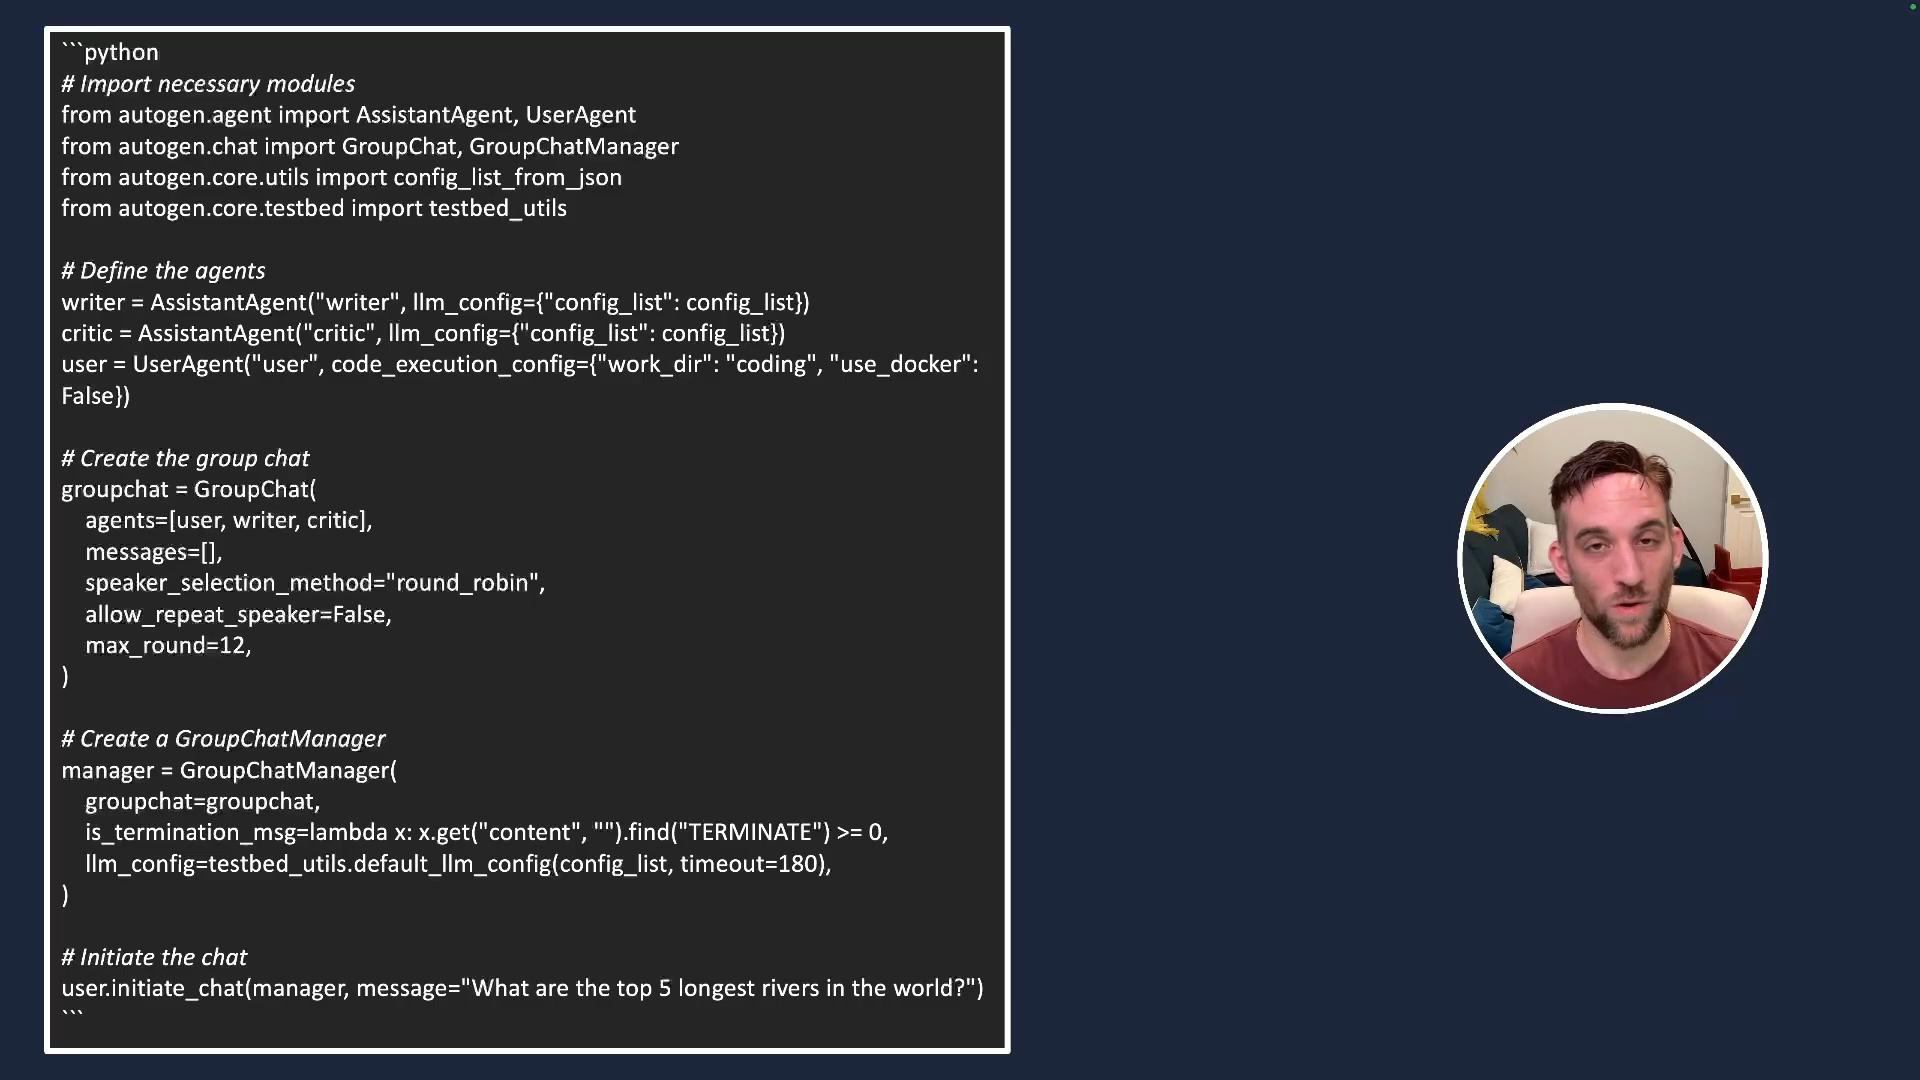 ```python
# Import necessary modules
from autogen.agent import AssistantAgent, UserAgent
from autogen.chat import GroupChat, GroupChatManager
from autogen.core.utils import config_list_from_json
from autogen.core.testbed import testbed_utils
# Define the agents
writer = AssistantAgent("writer", llm_config={"config_list": config_list})
critic = AssistantAgent("critic", llm_config={"config_list": config_list})
user = UserAgent("user", code_execution_config={"work_dir": "coding", "use_docker":
False})
# Create the group chat
groupchat = GroupChat(
    agents=[user, writer, critic],
    messages=[],
    speaker_selection_method="round_robin",
    allow_repeat_speaker=False,
    max_round=12,
)
# Create a GroupChatManager
manager = GroupChatManager(
    groupchat=groupchat,
    is_termination_msg=lambda x: x.get("content", "").find("TERMINATE") >= 0,
    llm_config=testbed_utils.default_llm_config(config_list, timeout=180),
)
# Initiate the chat
user.initiate_chat(manager, message="What are the top 5 longest rivers in the world?")
```